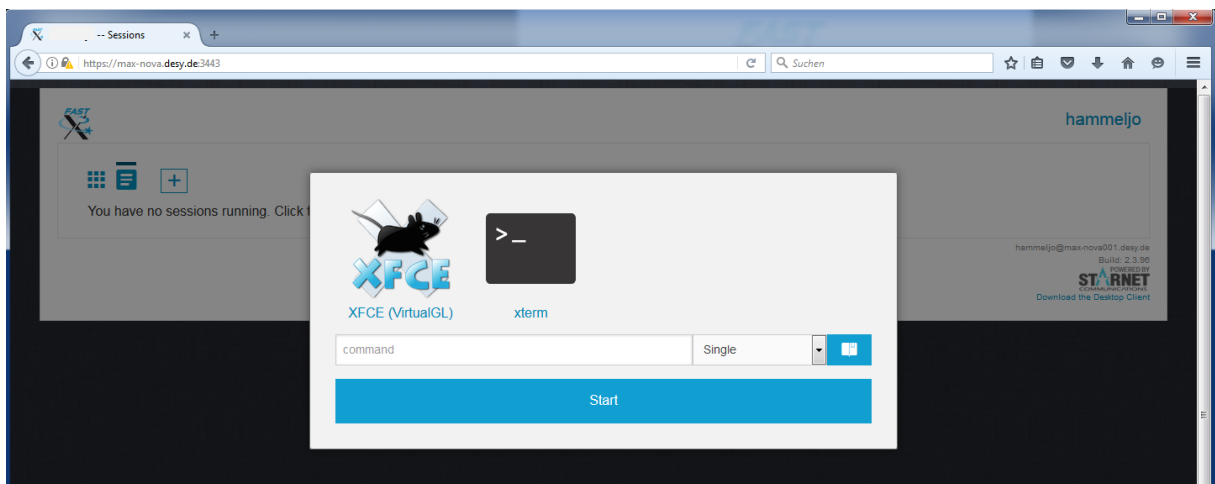 -- Sessions
https://max-nova.desy.de:3443
Suchen
FAST
FAST
X
hammeljo
You have no sessions running. Click
XFCE
XFCE (VirtualGL)
>_
xterm
command
Single
Start
hammeljo@max-nova001.desy.de
Build: 2.3.96
POWERED BY
STARNET
COMMUNICATIONS
Download the Desktop Client